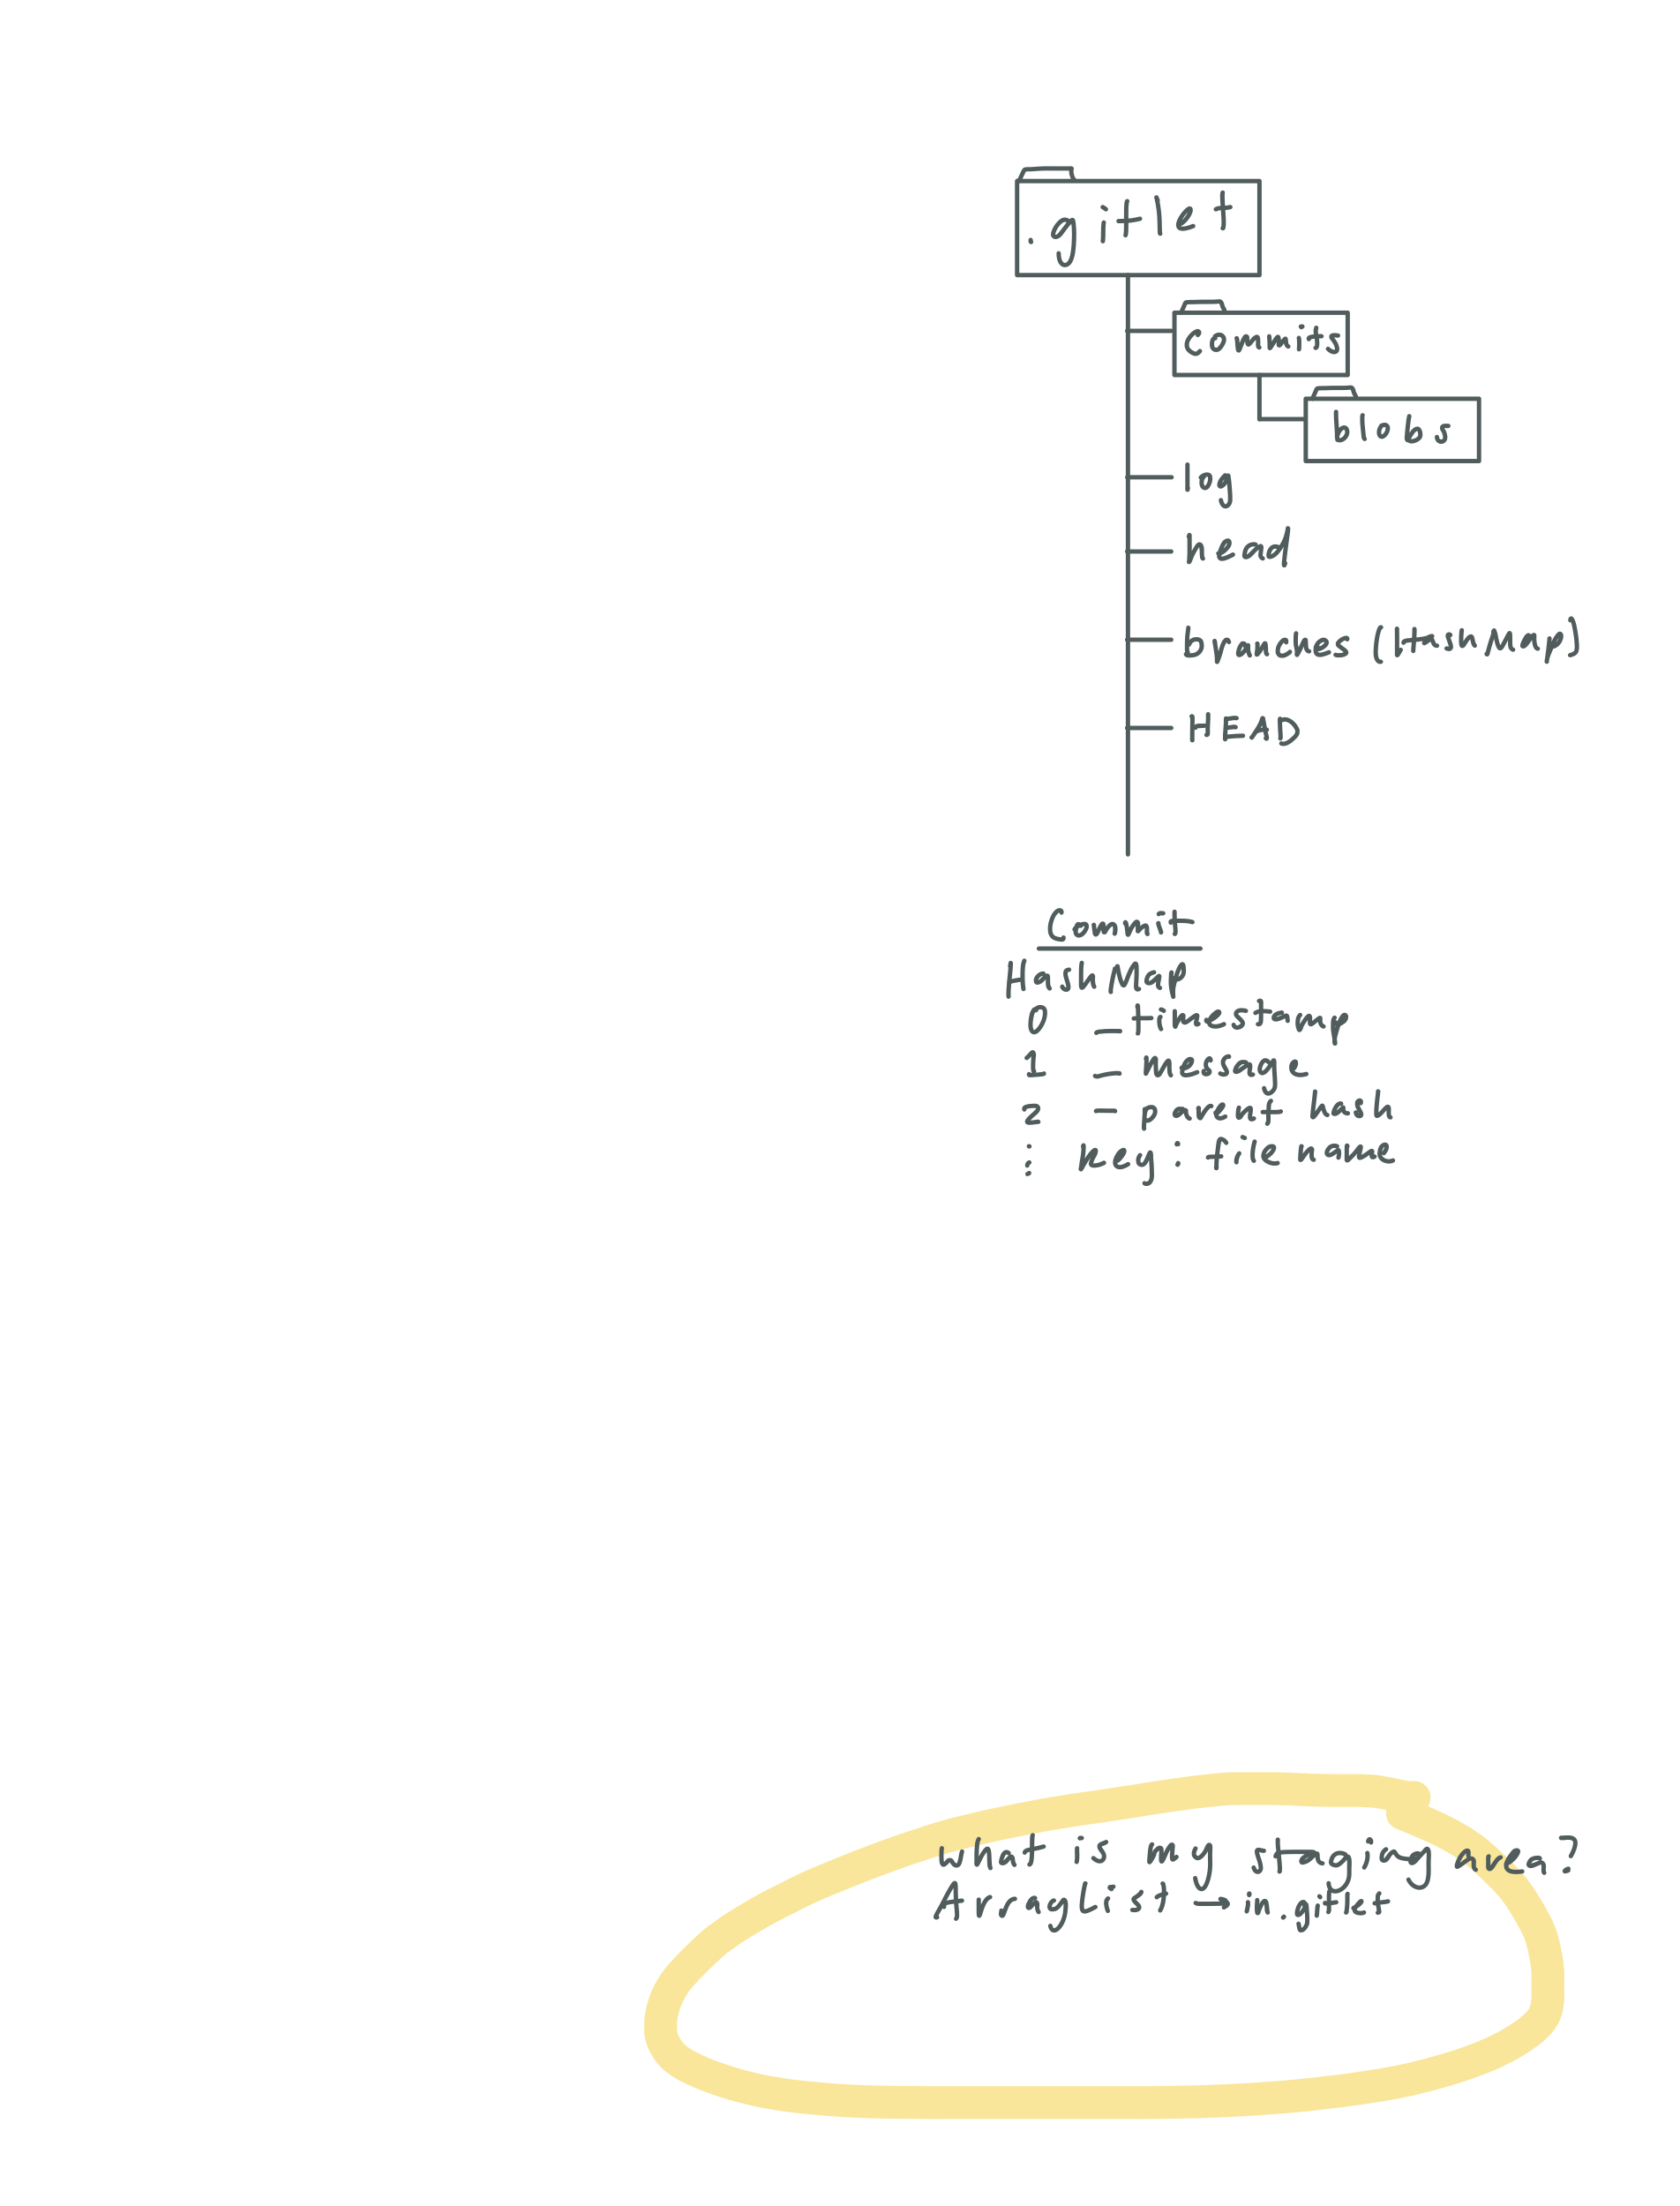 .gitlet
commits
blobs
log
head
branches (HashMap)
HEAD
Commit
HashMap
0 - timestamp
1 - message
2 - parent hash
: key: file name
what is my staging area?
ArrayList - in .gitlet